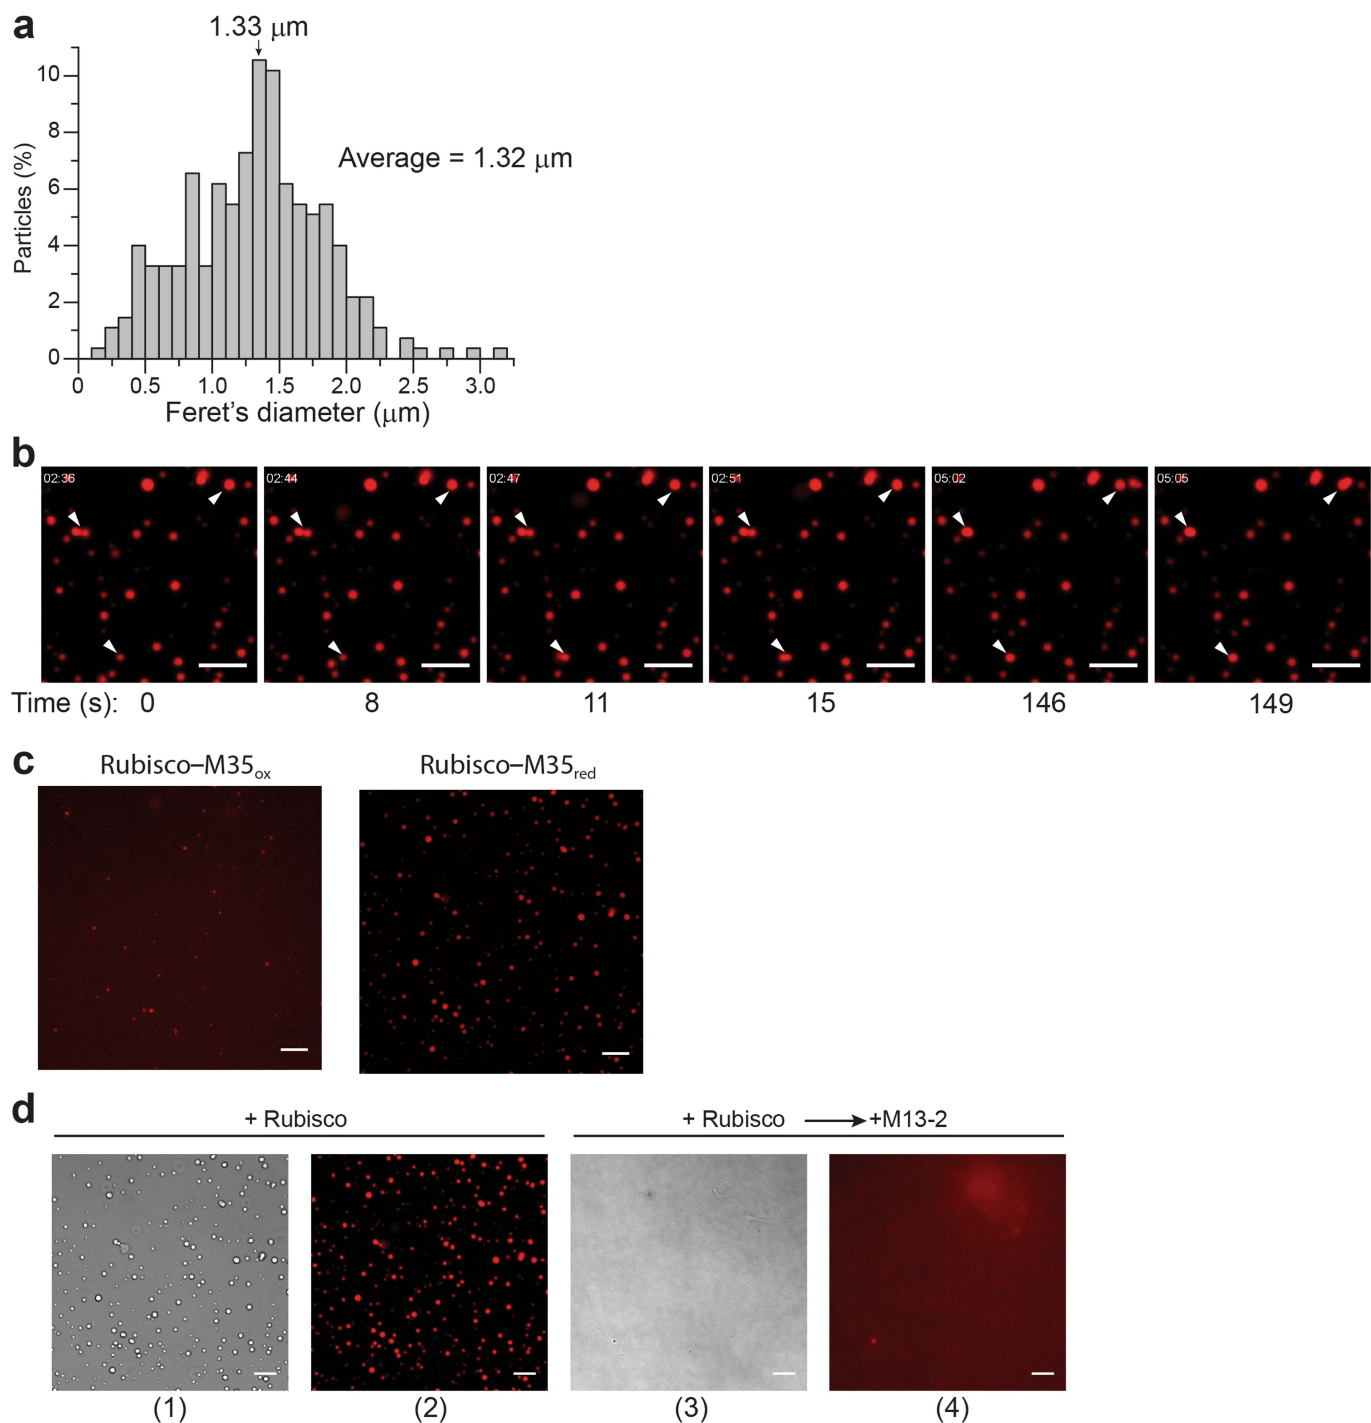 a
1.33 μm
Average = 1.32 μm
Particles (%)
10
8
6
4
2
0
0 0.5 1.0 1.5 2.0 2.5 3.0
Feret's diameter (μm)
b
02:36 02:44 02:47 02:51 05:02 05:05
Time (s): 0 8 11 15 146 149
c
Rubisco–M35ox Rubisco–M35red
d
+ Rubisco + Rubisco ⟶ +M13-2
(1) (2) (3) (4)